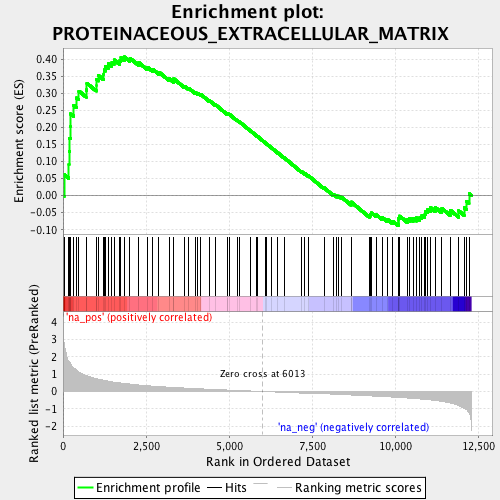 Enrichment plot:
PROTEINACEOUS_EXTRACELLULAR_MATRIX
Enrichment score (ES)
0.40
0.35
0.30
0.25
0.20
0.15
0.10
0.05
0.00
-0.05
-0.10
'na_pos' (positively correlated)
Ranked list metric (PreRanked)
4
3
2
1
0
-1
-2
Zero cross at 6013
'na_neg' (negatively correlated)
0
2,500
5,000
7,500
10,000
12,500
Rank in Ordered Dataset
Enrichment profile
Hits
Ranking metric scores